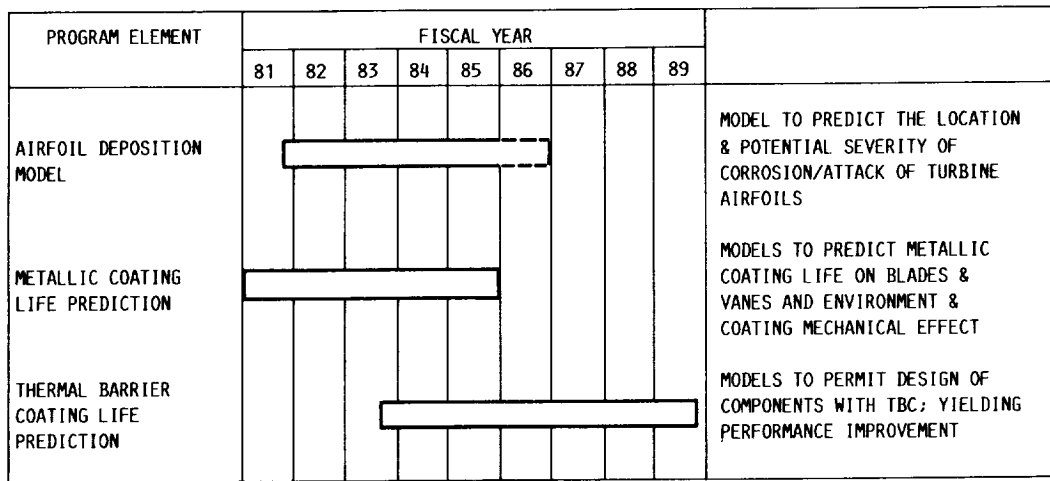 PROGRAM ELEMENT
FISCAL YEAR
81 82 83 84 85 86 87 88 89
AIRFOIL DEPOSITION
MODEL
MODEL TO PREDICT THE LOCATION
& POTENTIAL SEVERITY OF
CORROSION/ATTACK OF TURBINE
AIRFOILS
METALLIC COATING
LIFE PREDICTION
MODELS TO PREDICT METALLIC
COATING LIFE ON BLADES &
VANES AND ENVIRONMENT &
COATING MECHANICAL EFFECT
THERMAL BARRIER
COATING LIFE
PREDICTION
MODELS TO PERMIT DESIGN OF
COMPONENTS WITH TBC; YIELDING
PERFORMANCE IMPROVEMENT